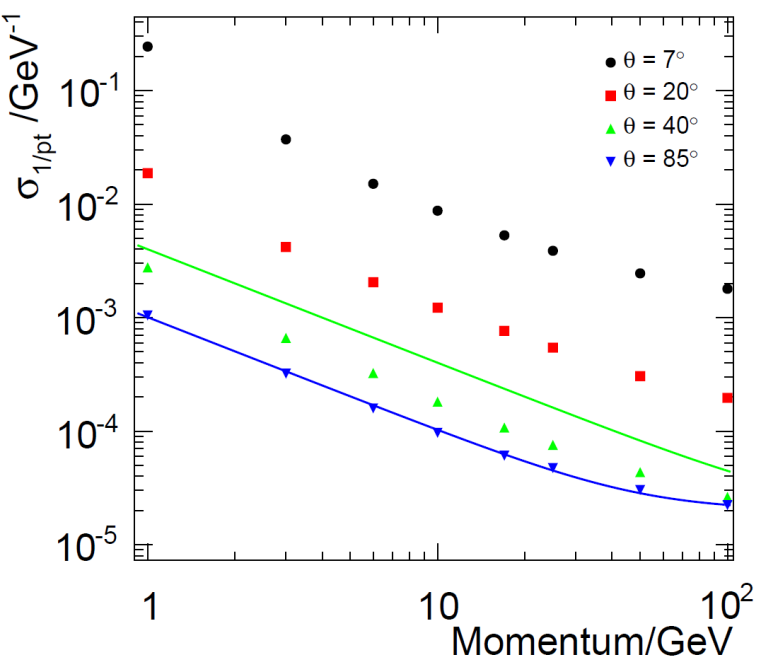 σ1/pt /GeV⁻¹
10⁻¹
10⁻²
10⁻³
10⁻⁴
10⁻⁵
θ = 7°
θ = 20°
θ = 40°
θ = 85°
1 10 10²
Momentum/GeV